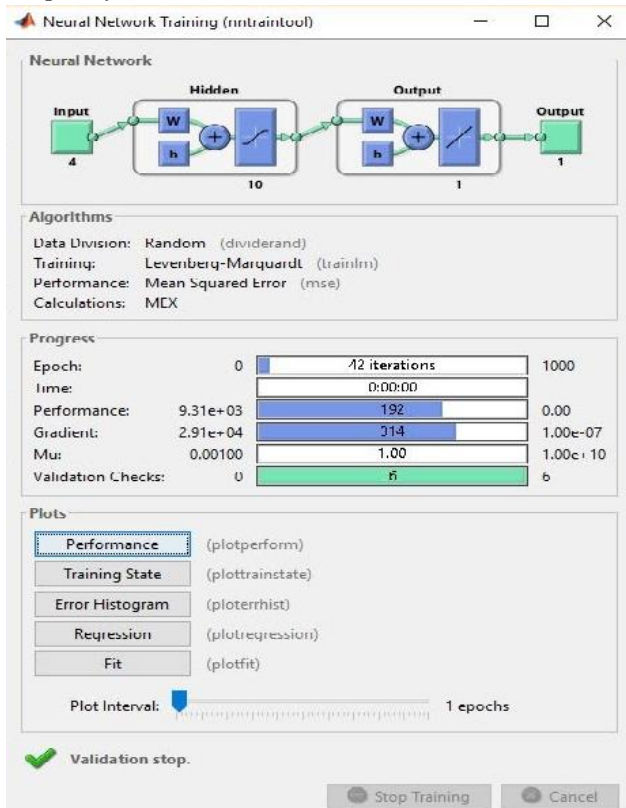 Neural Network Training (nntraintool)
Neural Network
Hidden Output
Input Output
W W
b b
4 10 1 1
Algorithms
Data Division: Random (dividerand)
Training: Levenberg-Marquardt (trainlm)
Performance: Mean Squared Error (mse)
Calculations: MEX
Progress
Epoch: 0 42 iterations 1000
Time: 0:00:00
Performance: 9.31e+03 192 0.00
Gradient: 2.91e+04 314 1.00e-07
Mu: 0.00100 1.00 1.00e+10
Validation Checks: 0 6 6
Plots
Performance (plotperform)
Training State (plottrainstate)
Error Histogram (ploterrhist)
Regression (plotregression)
Fit (plotfit)
Plot Interval: 1 epochs
Validation stop.
Stop Training Cancel